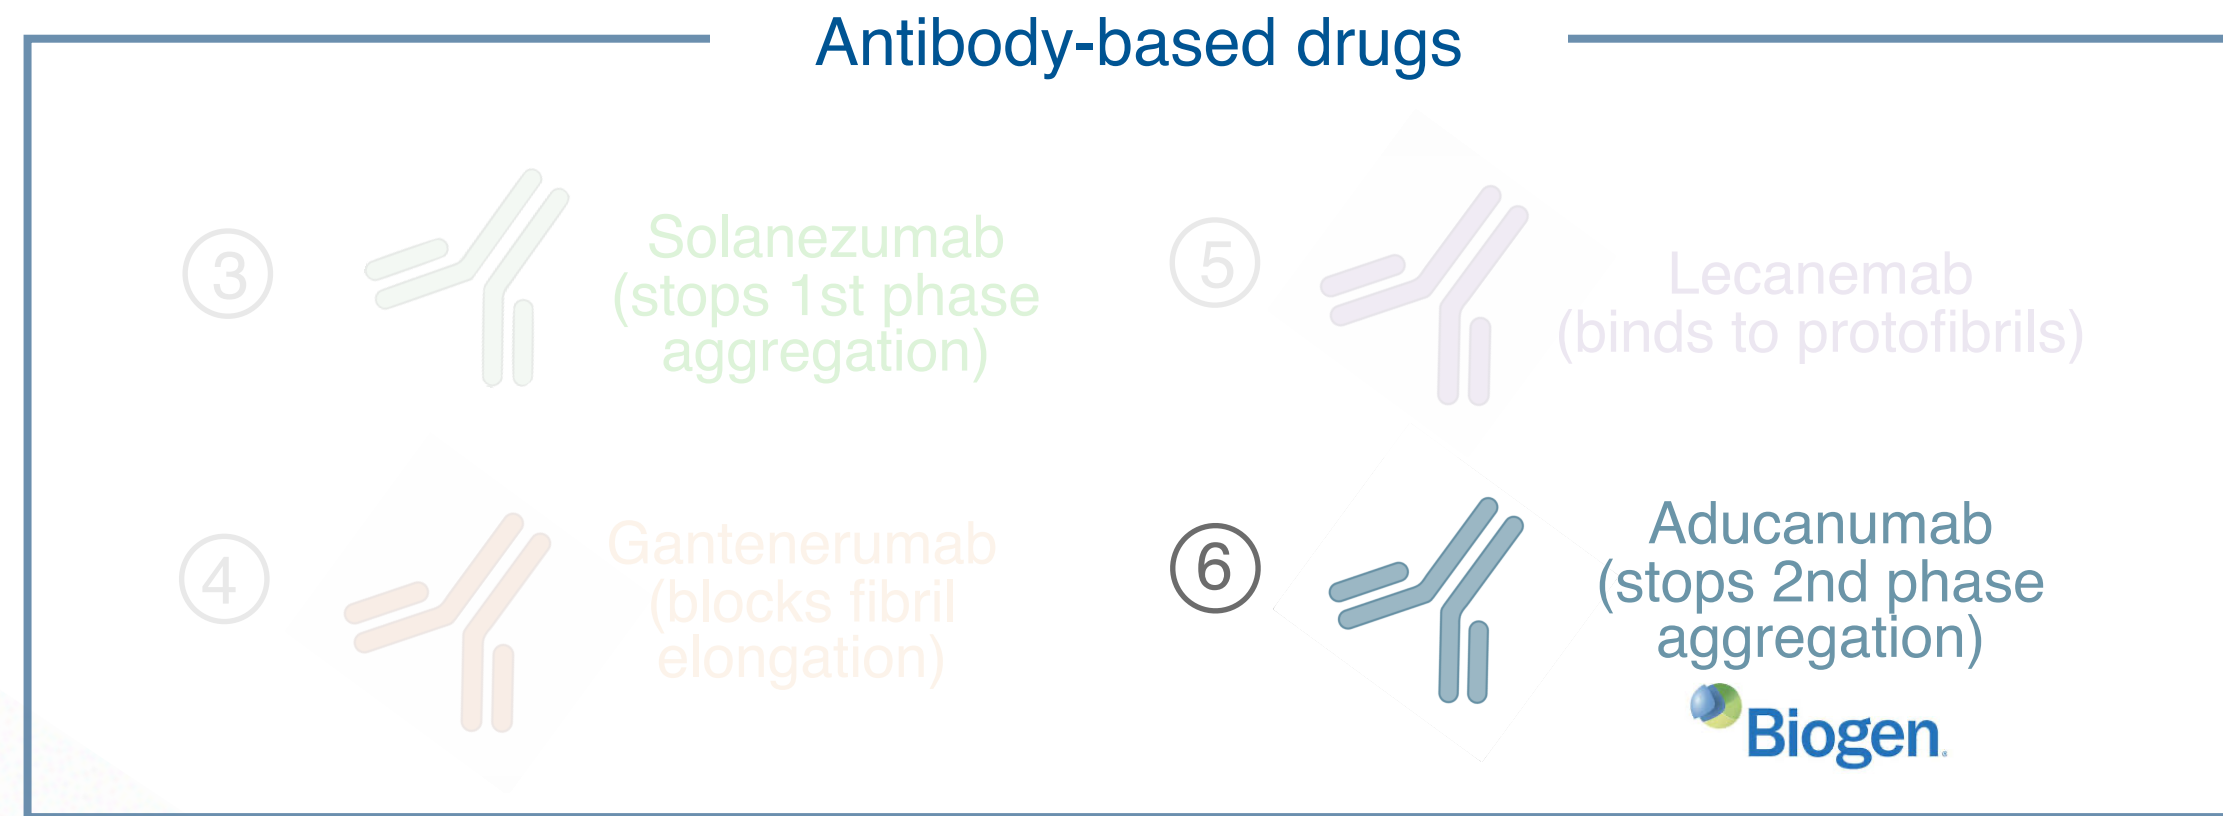 Antibody-based drugs
3
Solanezumab
(stops 1st phase
aggregation)
4
Gantenerumab
(blocks fibril
elongation)
5
Lecanemab
(binds to protofibrils)
6
Aducanumab
(stops 2nd phase
aggregation)
Biogen.